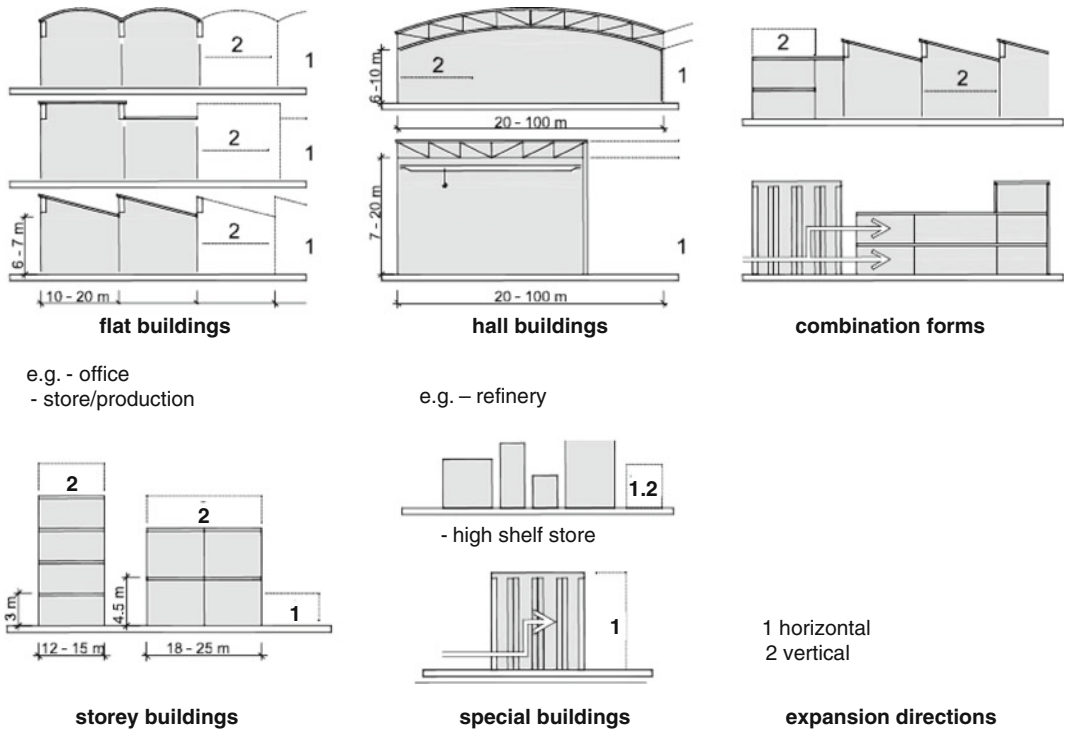 2
1
2
1
2
1
6 - 7 m
10 - 20 m
flat buildings
2
1
6 -10 m
20 - 100 m
7 - 20 m
1
20 - 100 m
hall buildings
2
2
combination forms
e.g. - office
- store/production
2
2
3 m
4.5 m
1
12 - 15 m
18 - 25 m
storey buildings
e.g. – refinery
1.2
- high shelf store
1
special buildings
1 horizontal
2 vertical
expansion directions